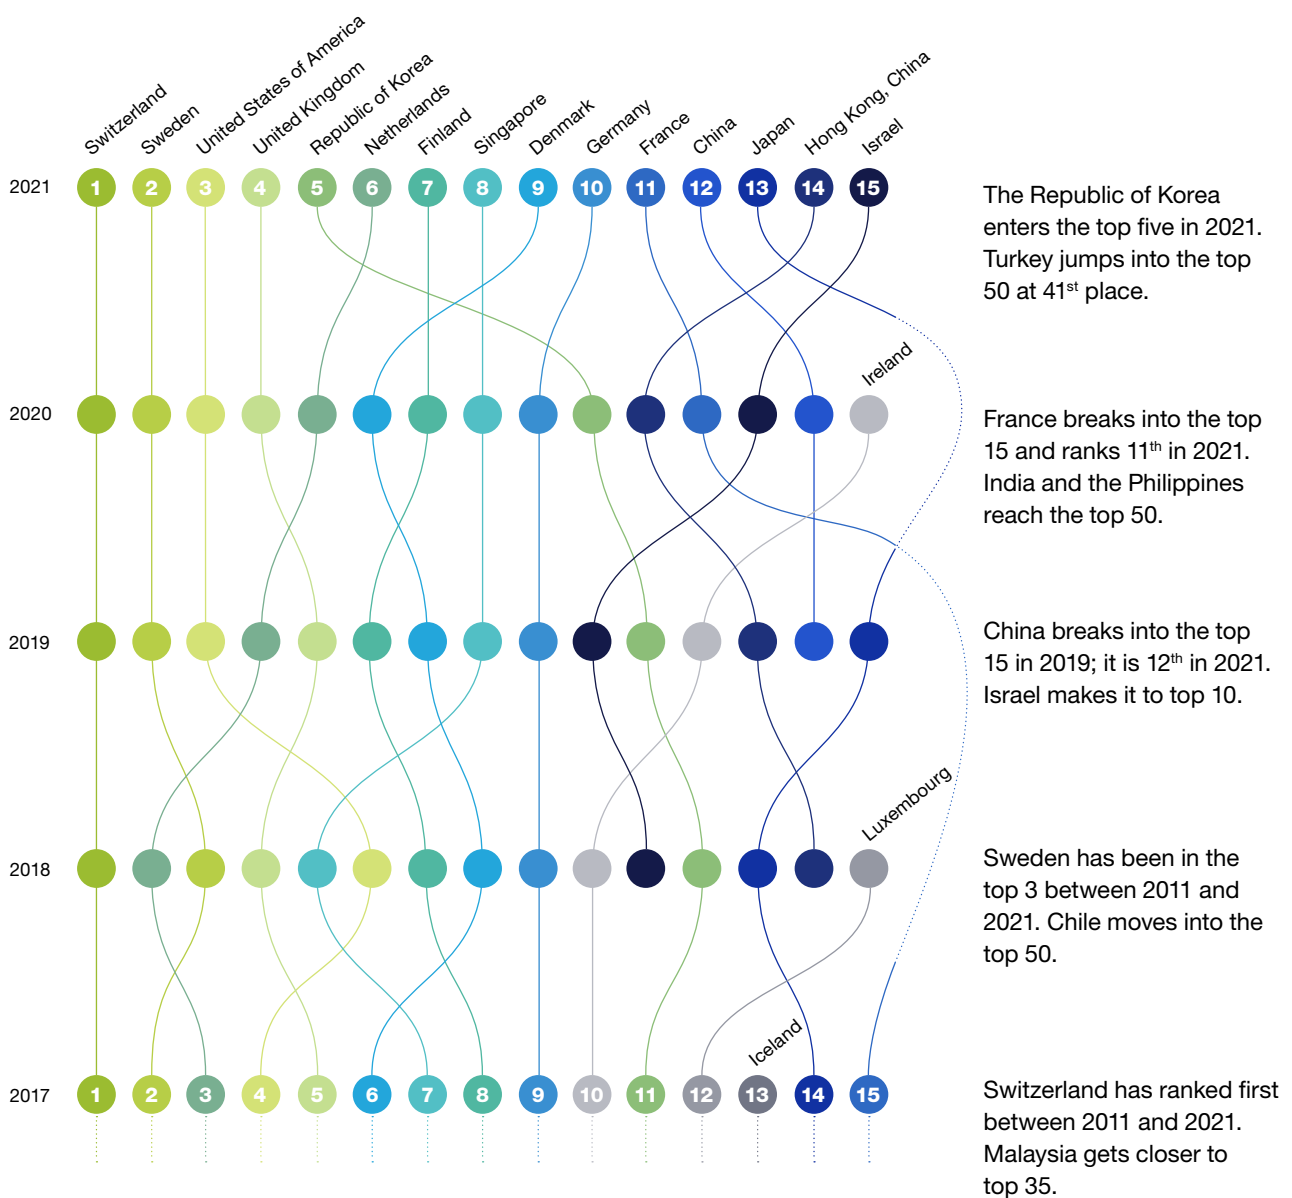 Switzerland
Sweden
United States of America
United Kingdom
Republic of Korea
Netherlands
Finland
Singapore
Denmark
Germany
France
China
Japan
Hong Kong, China
Israel
2021
1 2 3 4 5 6 7 8 9 10 11 12 13 14 15
The Republic of Korea
enters the top five in 2021.
Turkey jumps into the top
50 at 41st place.
Ireland
2020
France breaks into the top
15 and ranks 11th in 2021.
India and the Philippines
reach the top 50.
2019
China breaks into the top
15 in 2019; it is 12th in 2021.
Israel makes it to top 10.
Luxembourg
2018
Sweden has been in the
top 3 between 2011 and
2021. Chile moves into the
top 50.
Iceland
2017
1 2 3 4 5 6 7 8 9 10 11 12 13 14 15
Switzerland has ranked first
between 2011 and 2021.
Malaysia gets closer to
top 35.